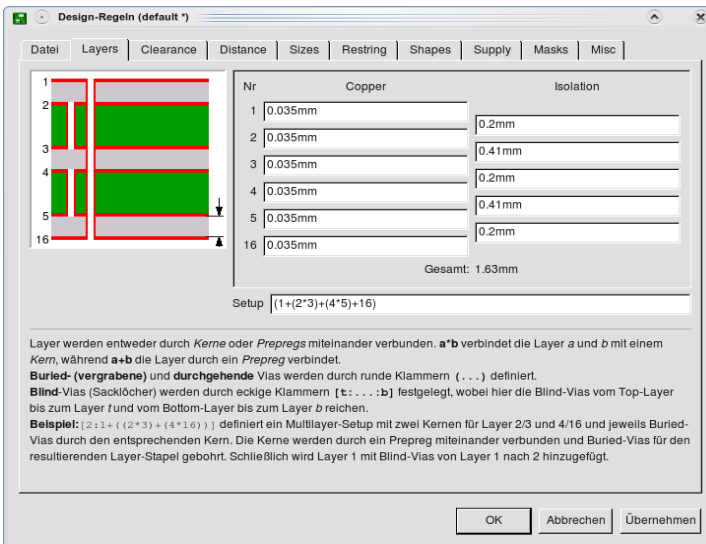 Design-Regeln (default *)
Datei Layers Clearance Distance Sizes Restring Shapes Supply Masks Misc
1
2
3
4
5
16
Nr Copper Isolation
1 0.035mm
0.2mm
2 0.035mm
0.41mm
3 0.035mm
0.2mm
4 0.035mm
0.41mm
5 0.035mm
0.2mm
16 0.035mm
Gesamt: 1.63mm
Setup (1+(2*3)+(4*5)+16)
Layer werden entweder durch Kerne oder Prepregs miteinander verbunden. a*b verbindet die Layer a und b mit einem
Kern, während a+b die Layer durch ein Prepreg verbindet.
Buried- (vergrabene) und durchgehende Vias werden durch runde Klammern (...) definiert.
Blind-Vias (Sacklöcher) werden durch eckige Klammern [t:...:b] festgelegt, wobei hier die Blind-Vias vom Top-Layer
bis zum Layer t und vom Bottom-Layer bis zum Layer b reichen.
Beispiel: [2:1+((2*3)+(4*16))] definiert ein Multilayer-Setup mit zwei Kernen für Layer 2/3 und 4/16 und jeweils Buried-
Vias durch den entsprechenden Kern. Die Kerne werden durch ein Prepreg miteinander verbunden und Buried-Vias für den
resultierenden Layer-Stapel gebohrt. Schließlich wird Layer 1 mit Blind-Vias von Layer 1 nach 2 hinzugefügt.
OK Abbrechen Übernehmen